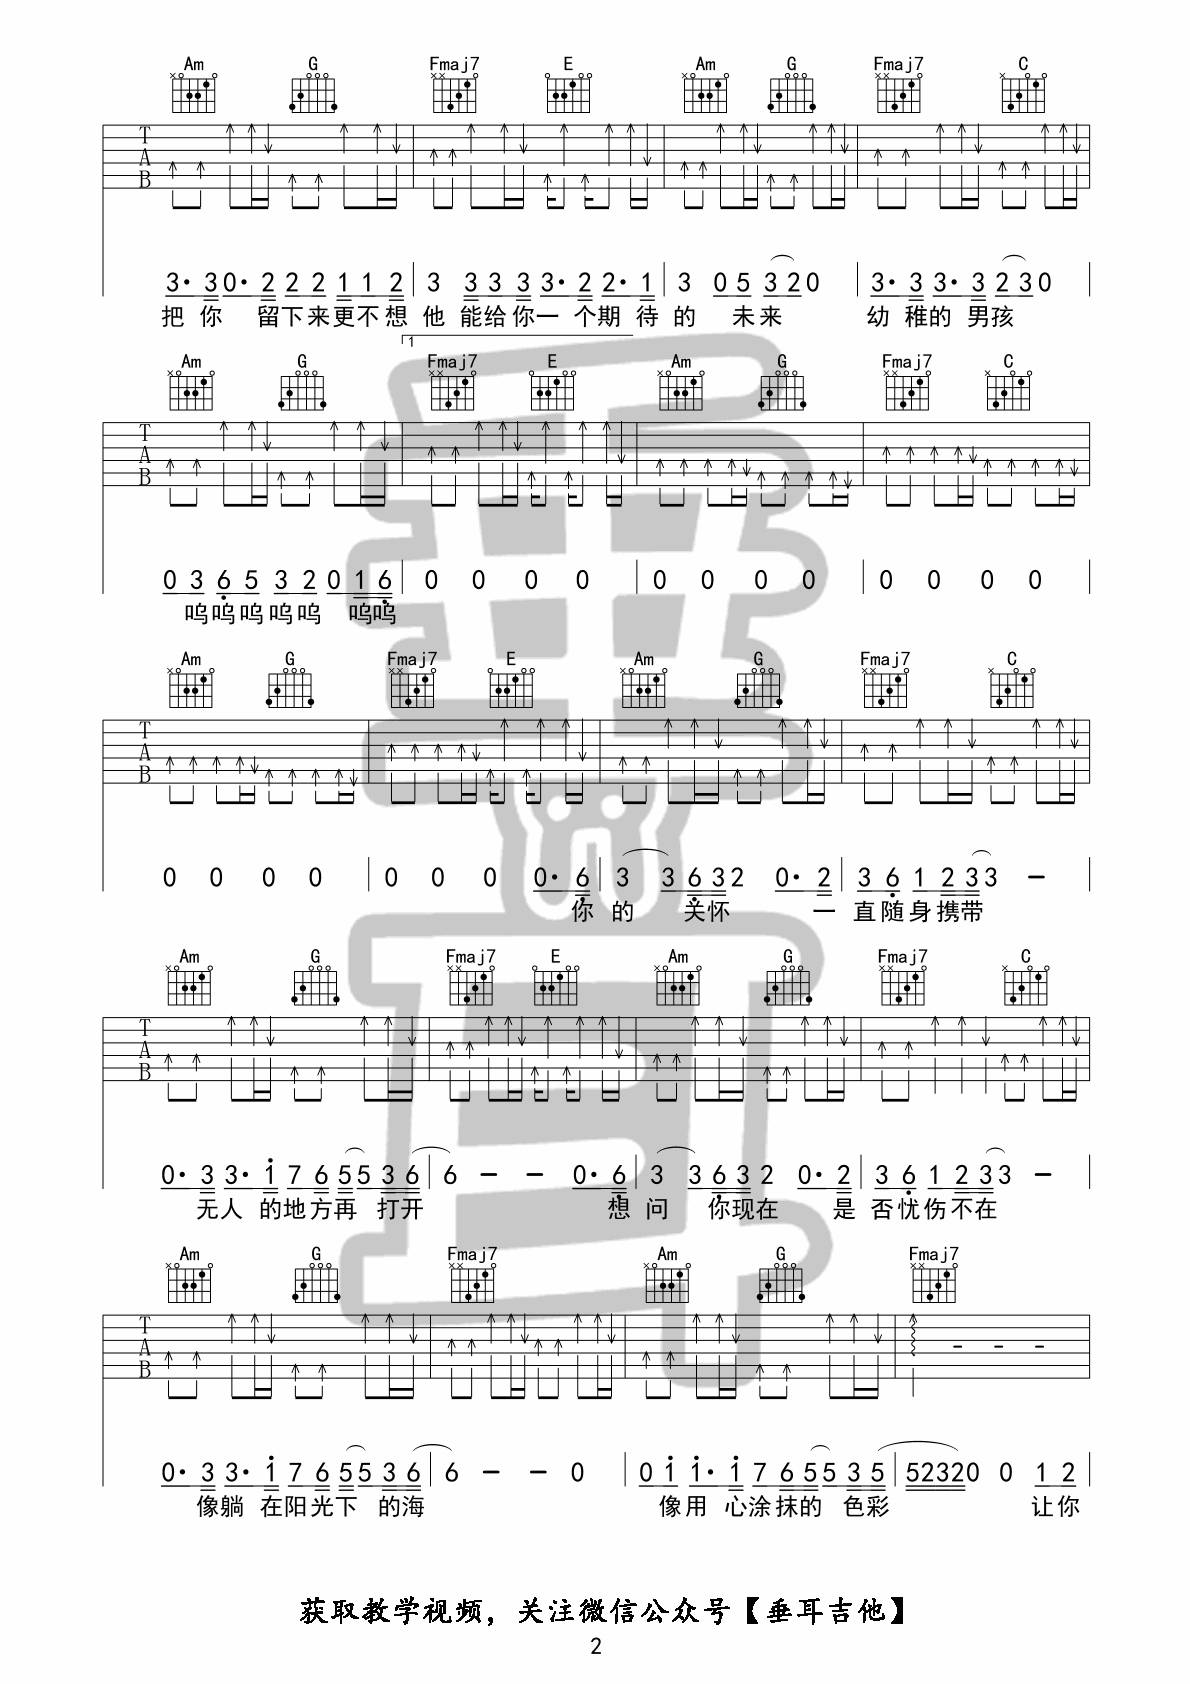 Am G Fmaj7 E Am G Fmaj7 C
T
A
B
3· 3 0· 2 2 2 1 1 2 | 3 3 3 3 3· 2 2· 1 | 3 0 5 3 2 0 | 3· 3 3· 3 2 3 0 |
把 你 留下来更不想 他 能给你一 个期 待 的 未来 幼 稚的 男孩
1
Am G Fmaj7 E Am G Fmaj7 C
T
A
B
0 3 6 5 3 2 0 1 6 | 0 0 0 0 | 0 0 0 0 | 0 0 0 0 |
呜呜呜呜呜 呜呜
Am G Fmaj7 E Am G Fmaj7 C
T
A
B
0 0 0 0 | 0 0 0 0· 6 | 3 3 6 3 2 0· 2 | 3 6 1 2 3 3 – |
你 的 关怀 一 直随身携带
Am G Fmaj7 E Am G Fmaj7 C
T
A
B
0· 3 3· 1 7 6 5 5 3 6 | 6 – – 0· 6 | 3 3 6 3 2 0· 2 | 3 6 1 2 3 3 – |
无人 的地方再 打开 想 问 你现在 是 否忧伤不在
Am G Fmaj7 Am G Fmaj7
T
A
B
- - -
0· 3 3· 1 7 6 5 5 3 6 | 6 – – 0 | 0 1 1· 1 7 6 5 5 3 5 | 5 2 3 2 0 0 1 2 |
像躺 在阳光下 的海 像用 心涂抹的 色彩 让你
获取教学视频，关注微信公众号【垂耳吉他】
2